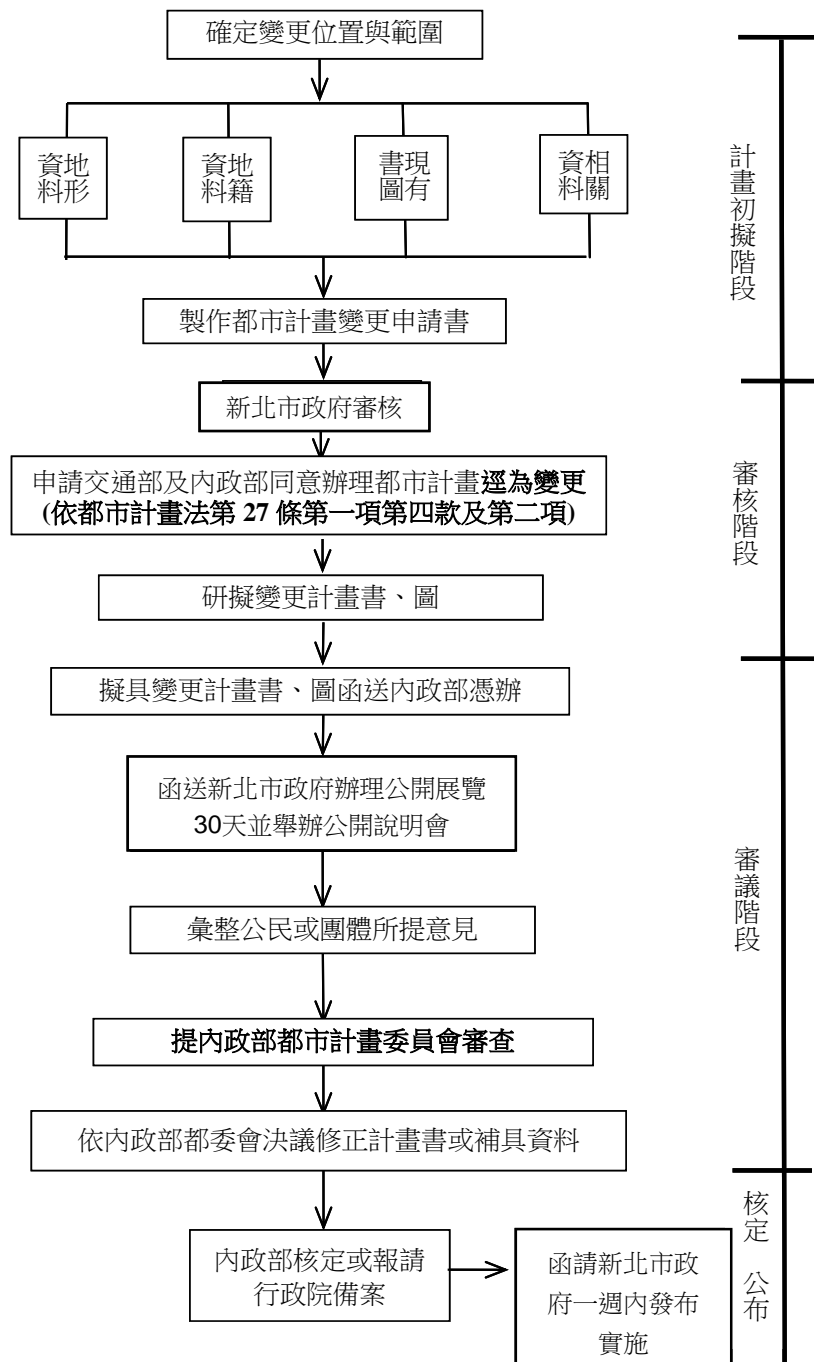 確定變更位置與範圍
地形資料
地籍資料
現有書圖
相關資料
製作都市計畫變更申請書
新北市政府審核
申請交通部及內政部同意辦理都市計畫逕為變更
(依都市計畫法第 27 條第一項第四款及第二項)
研擬變更計畫書、圖
擬具變更計畫書、圖函送內政部憑辦
函送新北市政府辦理公開展覽
30天並舉辦公開說明會
彙整公民或團體所提意見
提內政部都市計畫委員會審查
依內政部都委會決議修正計畫書或補具資料
內政部核定或報請
行政院備案
函請新北市政
府一週內發布
實施
計畫初擬階段
審核階段
審議階段
核定 公布